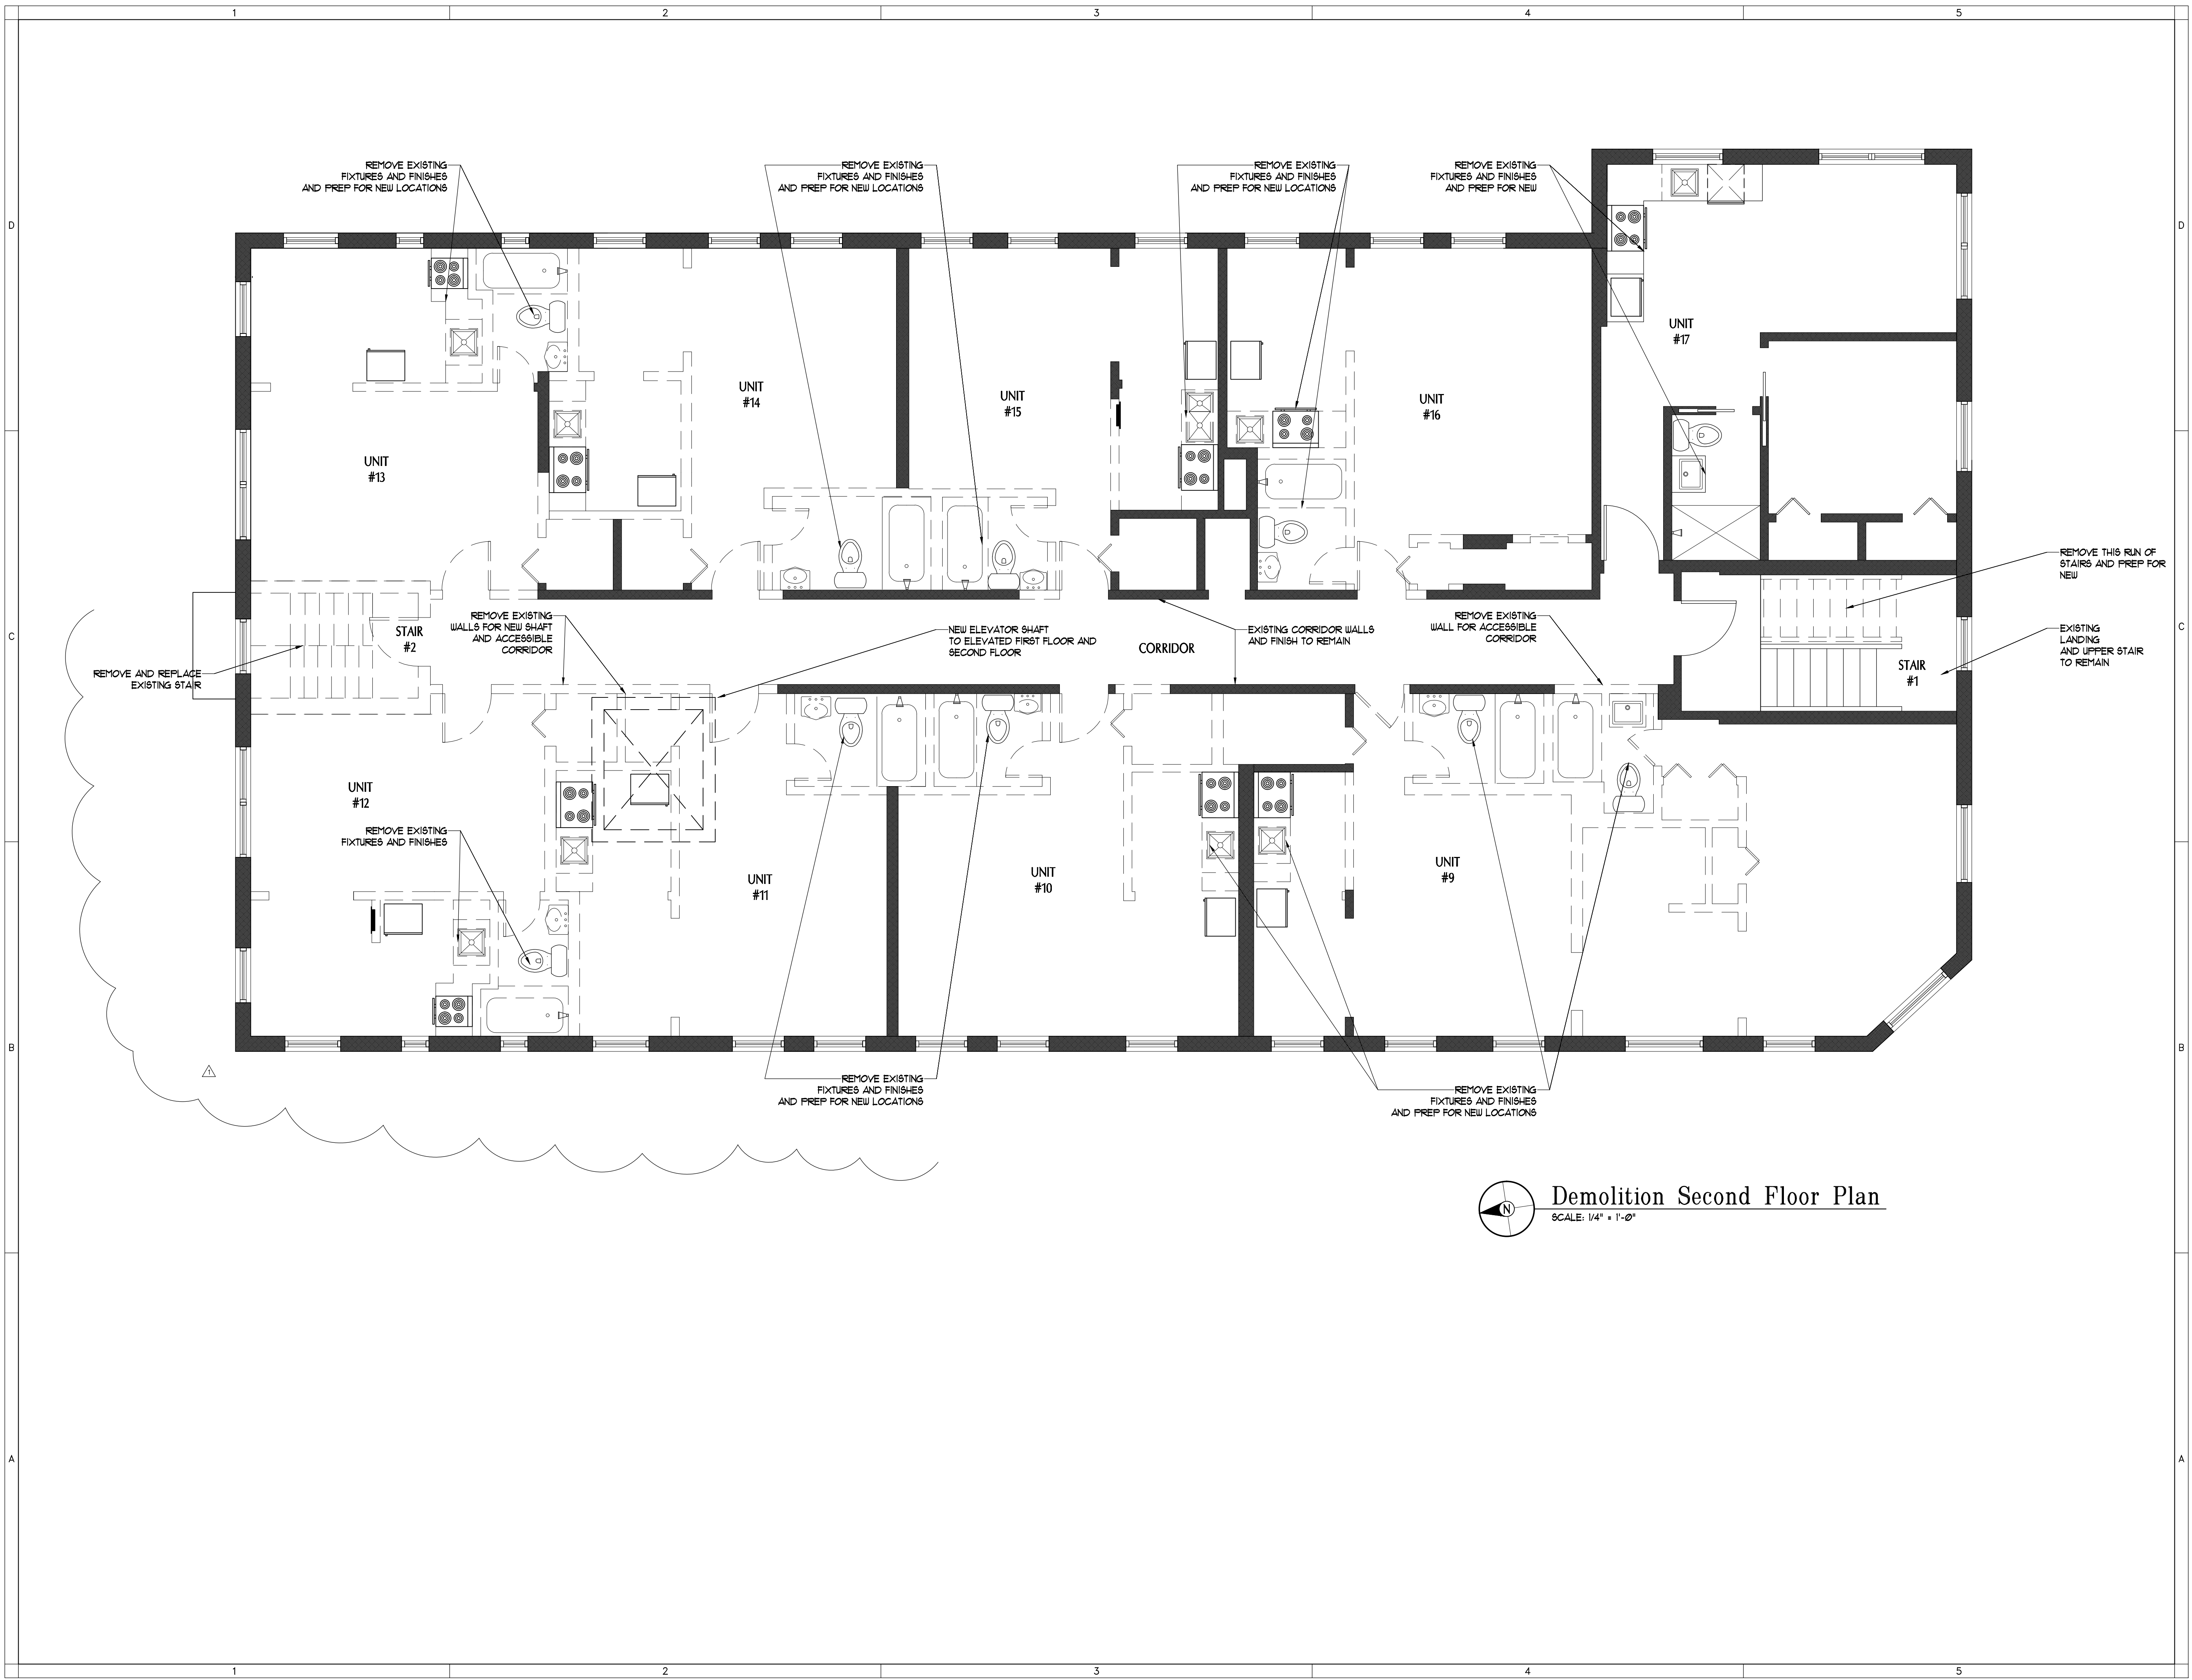 1 2 3 4 5
REMOVE EXISTING
FIXTURES AND FINISHES
AND PREP FOR NEW LOCATIONS
REMOVE EXISTING
FIXTURES AND FINISHES
AND PREP FOR NEW LOCATIONS
REMOVE EXISTING
FIXTURES AND FINISHES
AND PREP FOR NEW LOCATIONS
REMOVE EXISTING
FIXTURES AND FINISHES
AND PREP FOR NEW
D D
UNIT
#13
UNIT
#14
UNIT
#15
UNIT
#16
UNIT
#17
REMOVE THIS RUN OF
STAIRS AND PREP FOR
NEW
C C
STAIR
#2
REMOVE EXISTING
WALLS FOR NEW SHAFT
AND ACCESSIBLE
CORRIDOR
NEW ELEVATOR SHAFT
TO ELEVATED FIRST FLOOR AND
SECOND FLOOR
CORRIDOR
EXISTING CORRIDOR WALLS
AND FINISH TO REMAIN
REMOVE EXISTING
WALL FOR ACCESSIBLE
CORRIDOR
EXISTING
LANDING
AND UPPER STAIR
TO REMAIN
STAIR
#1
REMOVE AND REPLACE
EXISTING STAIR
UNIT
#12
REMOVE EXISTING
FIXTURES AND FINISHES
UNIT
#11
UNIT
#10
UNIT
#9
B B
1
REMOVE EXISTING
FIXTURES AND FINISHES
AND PREP FOR NEW LOCATIONS
REMOVE EXISTING
FIXTURES AND FINISHES
AND PREP FOR NEW LOCATIONS
N
Demolition Second Floor Plan
SCALE: 1/4" = 1'-0"
A A
1 2 3 4 5